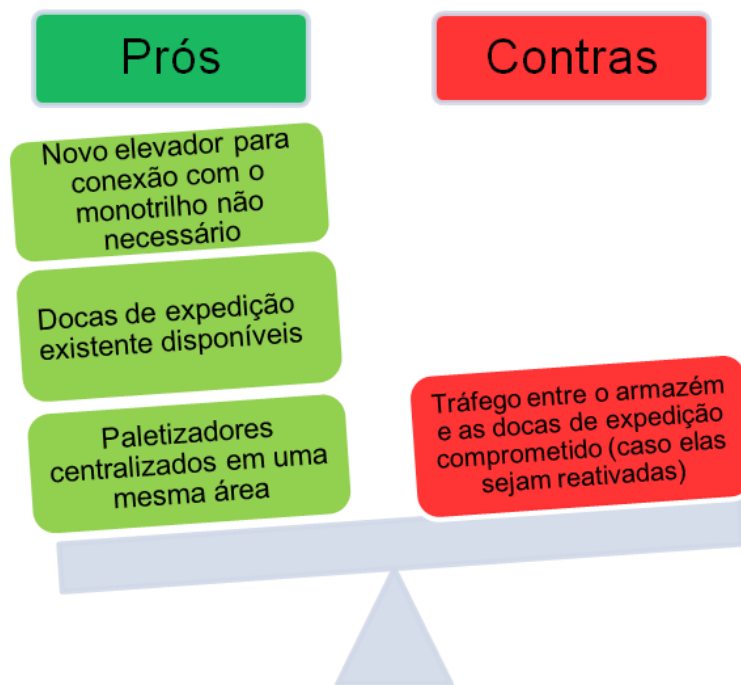 Prós
Contras
Novo elevador para
conexão com o
monotrilho não
necessário
Docas de expedição
existente disponíveis
Paletizadores
centralizados em uma
mesma área
Tráfego entre o armazém
e as docas de expedição
comprometido (caso elas
sejam reativadas)